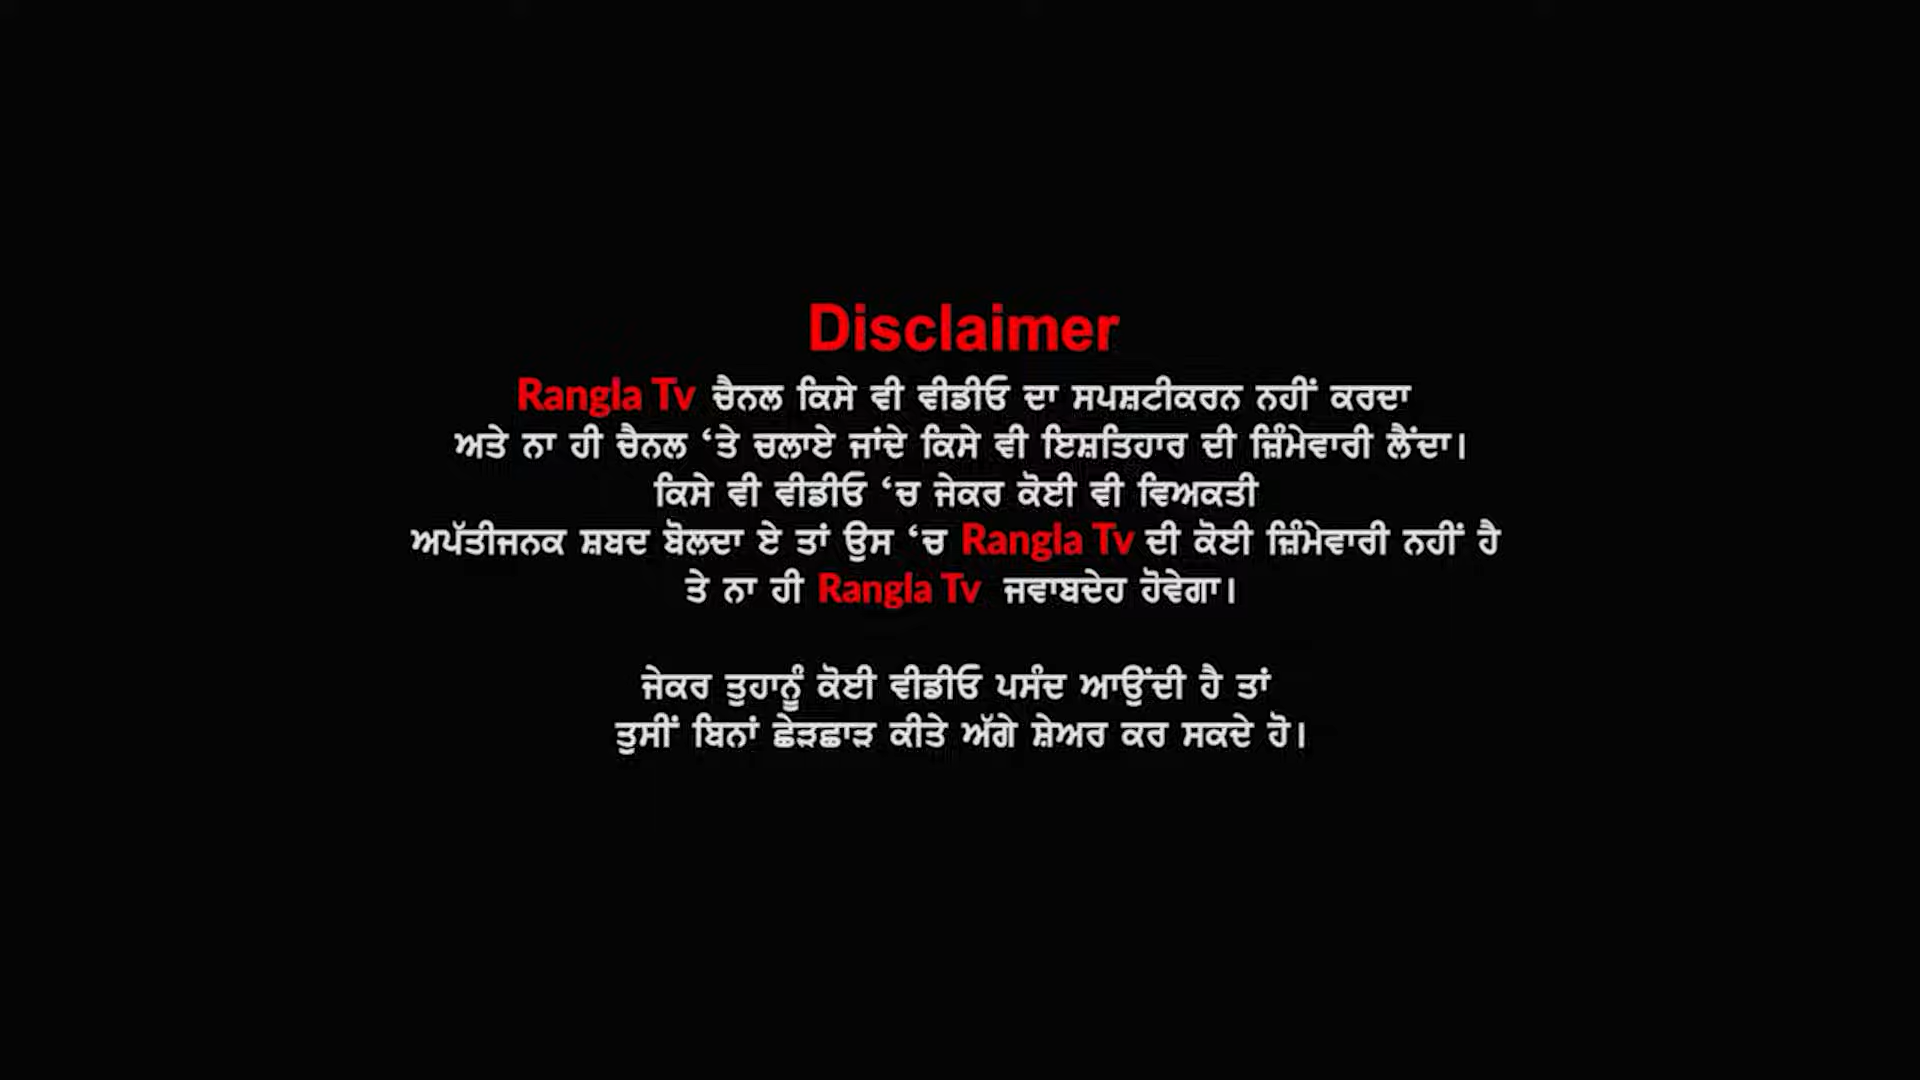 Disclaimer
Rangla Tv ਚੈਨਲ ਕਿਸੇ ਵੀ ਵੀਡੀਓ ਦਾ ਸਪਸ਼ਟੀਕਰਨ ਨਹੀਂ ਕਰਦਾ
ਅਤੇ ਨਾ ਹੀ ਚੈਨਲ ‘ਤੇ ਚਲਾਏ ਜਾਂਦੇ ਕਿਸੇ ਵੀ ਇਸ਼ਤਿਹਾਰ ਦੀ ਜ਼ਿੰਮੇਵਾਰੀ ਲੈਂਦਾ।
ਕਿਸੇ ਵੀ ਵੀਡੀਓ ‘ਚ ਜੇਕਰ ਕੋਈ ਵੀ ਵਿਅਕਤੀ
ਅਪੱਤੀਜਨਕ ਸ਼ਬਦ ਬੋਲਦਾ ਏ ਤਾਂ ਉਸ ‘ਚ Rangla Tv ਦੀ ਕੋਈ ਜ਼ਿੰਮੇਵਾਰੀ ਨਹੀਂ ਹੈ
ਤੇ ਨਾ ਹੀ Rangla Tv ਜਵਾਬਦੇਹ ਹੋਵੇਗਾ।
ਜੇਕਰ ਤੁਹਾਨੂੰ ਕੋਈ ਵੀਡੀਓ ਪਸੰਦ ਆਉਂਦੀ ਹੈ ਤਾਂ
ਤੁਸੀਂ ਬਿਨਾਂ ਛੇੜਛਾੜ ਕੀਤੇ ਅੱਗੇ ਸ਼ੇਅਰ ਕਰ ਸਕਦੇ ਹੋ।